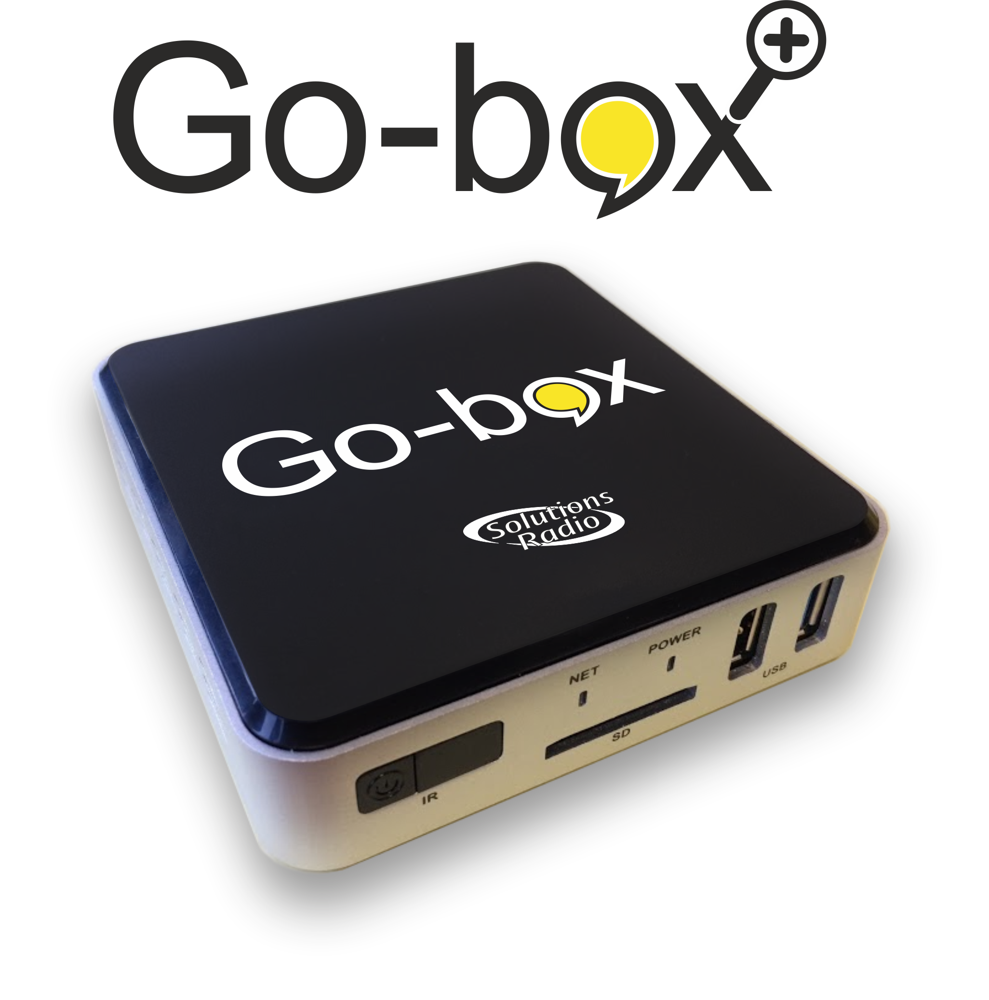 Go-box
Go-box
Solutions
Radio
POWER
NET
USB
SD
IR